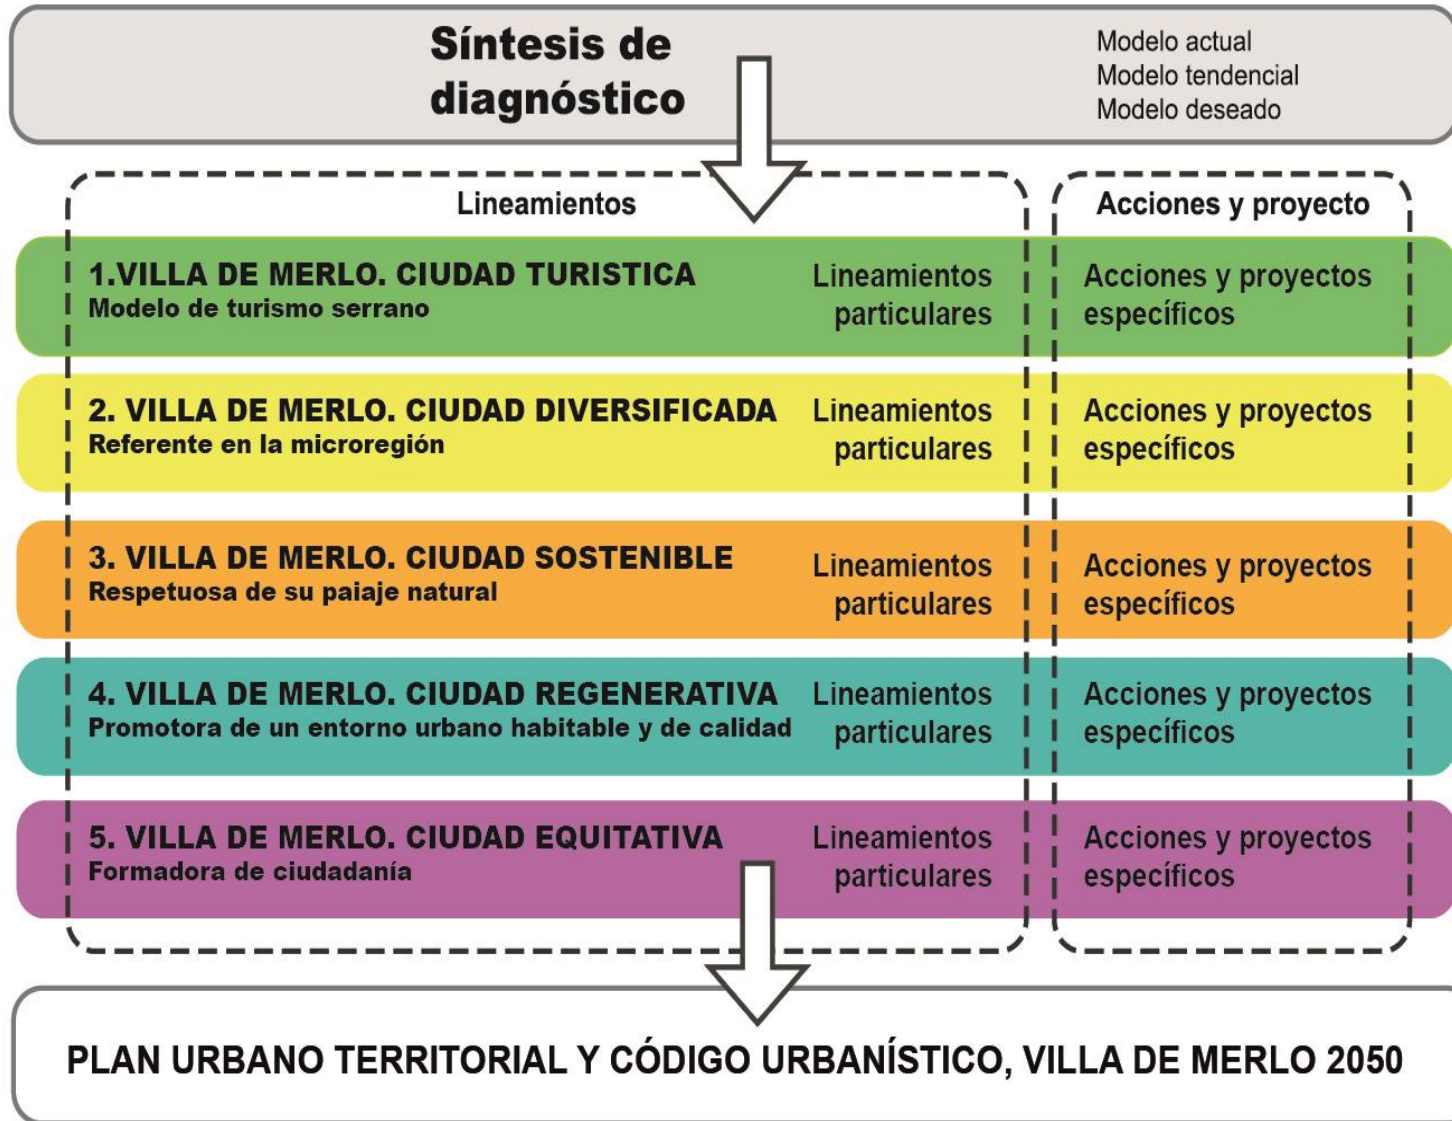 Síntesis de
diagnóstico
Modelo actual
Modelo tendencial
Modelo deseado
Lineamientos
Acciones y proyecto
1.VILLA DE MERLO. CIUDAD TURISTICA
Modelo de turismo serrano
Lineamientos
particulares
Acciones y proyectos
específicos
2. VILLA DE MERLO. CIUDAD DIVERSIFICADA
Referente en la microregión
Lineamientos
particulares
Acciones y proyectos
específicos
3. VILLA DE MERLO. CIUDAD SOSTENIBLE
Respetuosa de su paiaje natural
Lineamientos
particulares
Acciones y proyectos
específicos
4. VILLA DE MERLO. CIUDAD REGENERATIVA
Promotora de un entorno urbano habitable y de calidad
Lineamientos
particulares
Acciones y proyectos
específicos
5. VILLA DE MERLO. CIUDAD EQUITATIVA
Formadora de ciudadanía
Lineamientos
particulares
Acciones y proyectos
específicos
PLAN URBANO TERRITORIAL Y CÓDIGO URBANÍSTICO, VILLA DE MERLO 2050